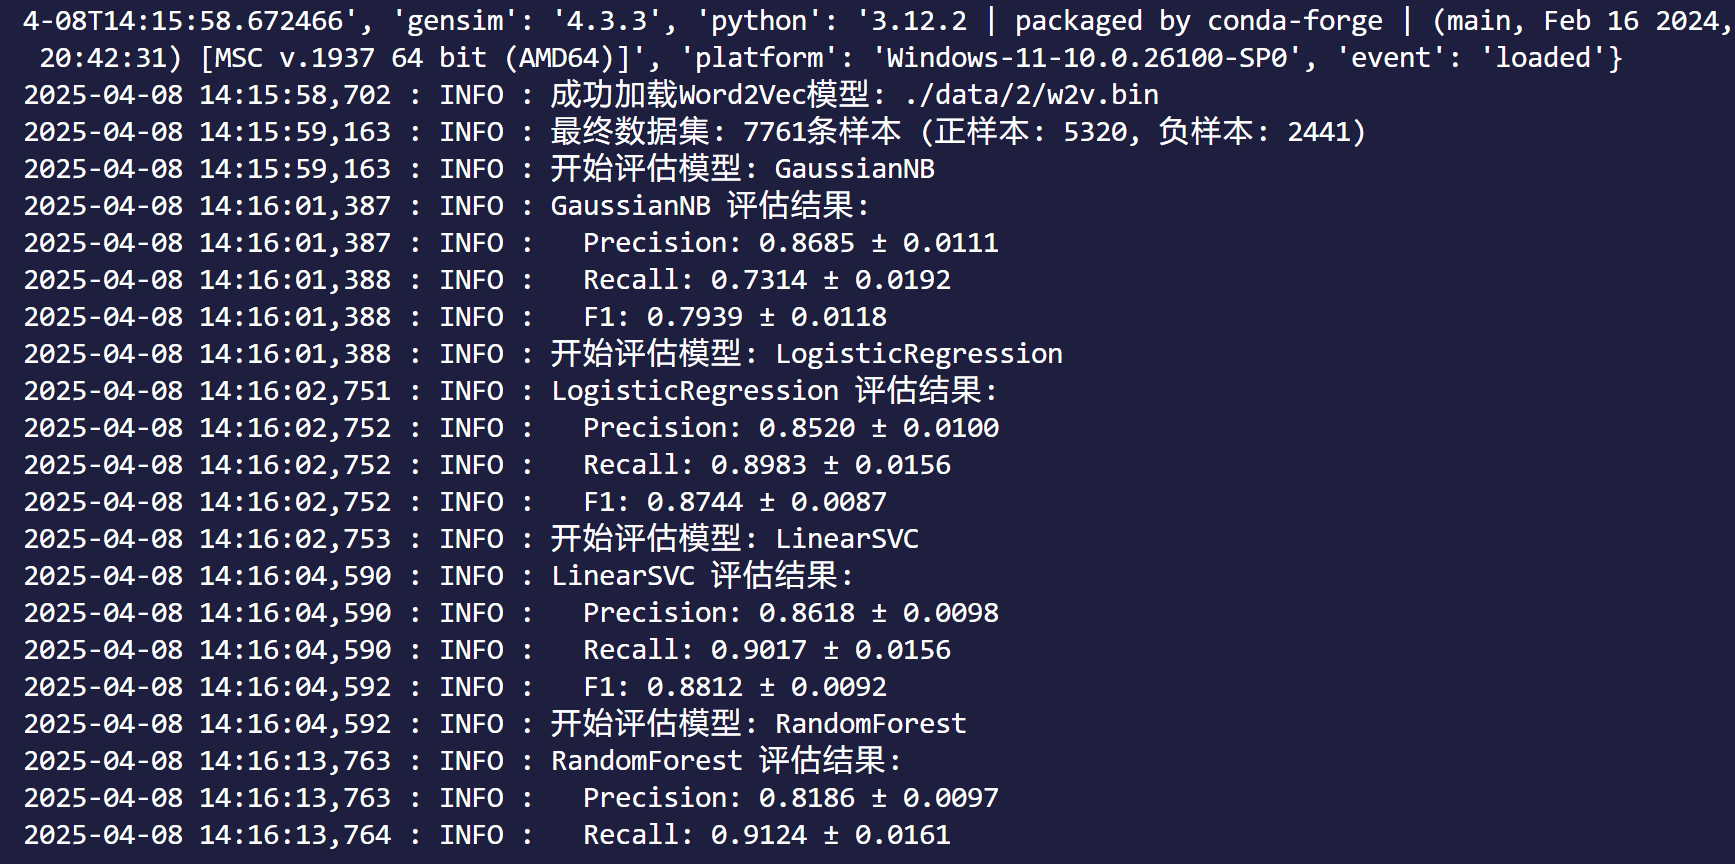 4-08T14:15:58.672466', 'gensim': '4.3.3', 'python': '3.12.2 | packaged by conda-forge | (main, Feb 16 2024,
20:42:31) [MSC v.1937 64 bit (AMD64)]', 'platform': 'Windows-11-10.0.26100-SP0', 'event': 'loaded'}
2025-04-08 14:15:58,702 : INFO : 成功加载Word2Vec模型: ./data/2/w2v.bin
2025-04-08 14:15:59,163 : INFO : 最终数据集: 7761条样本 (正样本: 5320, 负样本: 2441)
2025-04-08 14:15:59,163 : INFO : 开始评估模型: GaussianNB
2025-04-08 14:16:01,387 : INFO : GaussianNB 评估结果:
2025-04-08 14:16:01,387 : INFO :   Precision: 0.8685 ± 0.0111
2025-04-08 14:16:01,388 : INFO :   Recall: 0.7314 ± 0.0192
2025-04-08 14:16:01,388 : INFO :   F1: 0.7939 ± 0.0118
2025-04-08 14:16:01,388 : INFO : 开始评估模型: LogisticRegression
2025-04-08 14:16:02,751 : INFO : LogisticRegression 评估结果:
2025-04-08 14:16:02,752 : INFO :   Precision: 0.8520 ± 0.0100
2025-04-08 14:16:02,752 : INFO :   Recall: 0.8983 ± 0.0156
2025-04-08 14:16:02,752 : INFO :   F1: 0.8744 ± 0.0087
2025-04-08 14:16:02,753 : INFO : 开始评估模型: LinearSVC
2025-04-08 14:16:04,590 : INFO : LinearSVC 评估结果:
2025-04-08 14:16:04,590 : INFO :   Precision: 0.8618 ± 0.0098
2025-04-08 14:16:04,590 : INFO :   Recall: 0.9017 ± 0.0156
2025-04-08 14:16:04,592 : INFO :   F1: 0.8812 ± 0.0092
2025-04-08 14:16:04,592 : INFO : 开始评估模型: RandomForest
2025-04-08 14:16:13,763 : INFO : RandomForest 评估结果:
2025-04-08 14:16:13,763 : INFO :   Precision: 0.8186 ± 0.0097
2025-04-08 14:16:13,764 : INFO :   Recall: 0.9124 ± 0.0161